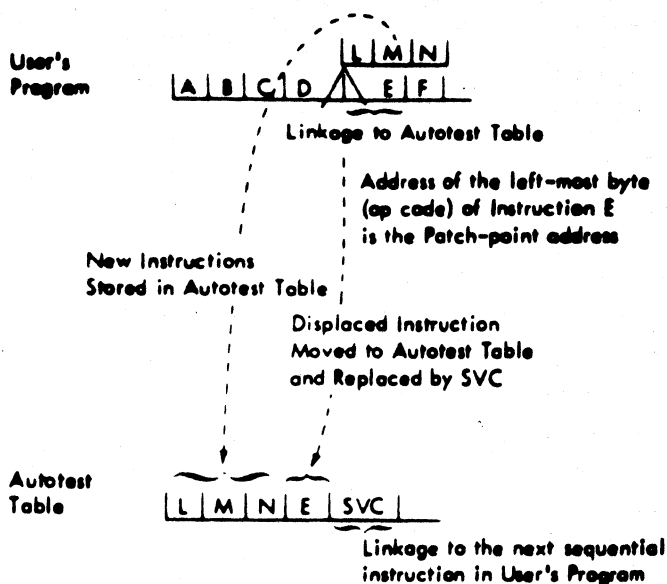 L M N
User's
Program
A B C D E F
Linkage to Autotest Table
Address of the left-most byte
(op code) of Instruction E
is the Patch-point address
New Instructions
Stored in Autotest Table
Displaced Instruction
Moved to Autotest Table
and Replaced by SVC
Autotest
Table
L M N E SVC
Linkage to the next sequential
instruction in User's Program